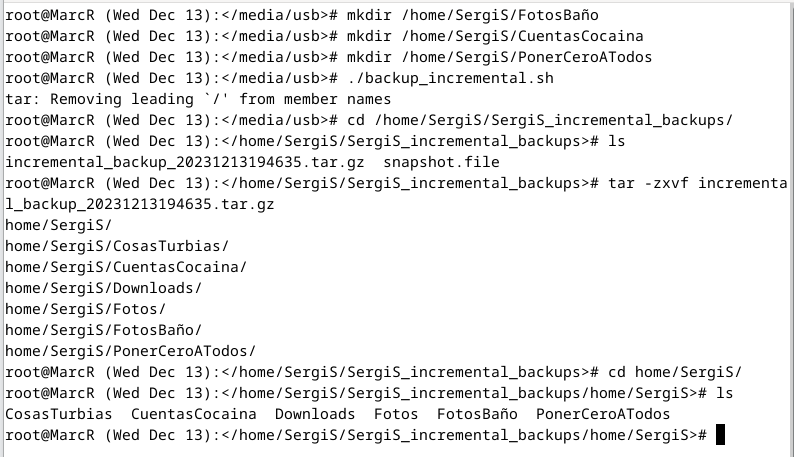 root@MarcR (Wed Dec 13):</media/usb># mkdir /home/SergiS/FotosBaño
root@MarcR (Wed Dec 13):</media/usb># mkdir /home/SergiS/CuentasCocaina
root@MarcR (Wed Dec 13):</media/usb># mkdir /home/SergiS/PonerCeroATodos
root@MarcR (Wed Dec 13):</media/usb># ./backup_incremental.sh
tar: Removing leading `/' from member names
root@MarcR (Wed Dec 13):</media/usb># cd /home/SergiS/SergiS_incremental_backups/
root@MarcR (Wed Dec 13):</home/SergiS/SergiS_incremental_backups># ls
incremental_backup_20231213194635.tar.gz  snapshot.file
root@MarcR (Wed Dec 13):</home/SergiS/SergiS_incremental_backups># tar -zxvf incrementa
l_backup_20231213194635.tar.gz
home/SergiS/
home/SergiS/CosasTurbias/
home/SergiS/CuentasCocaina/
home/SergiS/Downloads/
home/SergiS/Fotos/
home/SergiS/FotosBaño/
home/SergiS/PonerCeroATodos/
root@MarcR (Wed Dec 13):</home/SergiS/SergiS_incremental_backups># cd home/SergiS/
root@MarcR (Wed Dec 13):</home/SergiS/SergiS_incremental_backups/home/SergiS># ls
CosasTurbias  CuentasCocaina  Downloads  Fotos  FotosBaño  PonerCeroATodos
root@MarcR (Wed Dec 13):</home/SergiS/SergiS_incremental_backups/home/SergiS>#